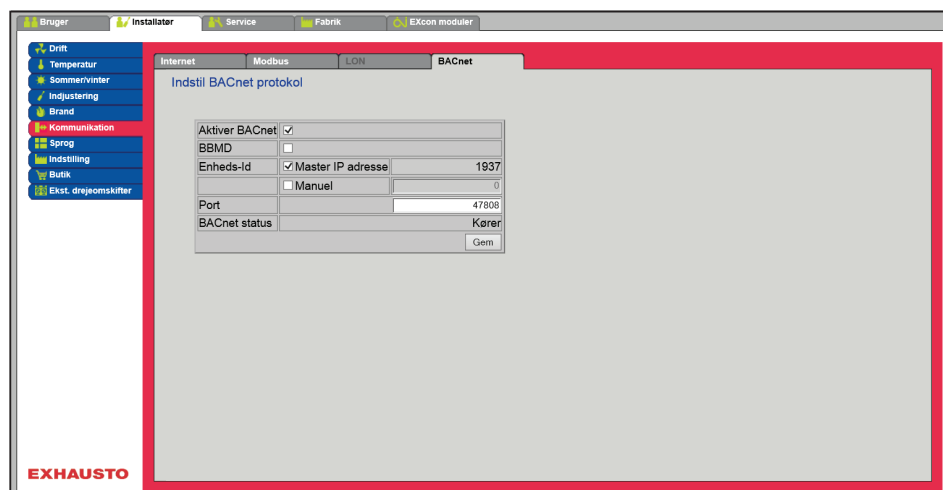 Bruger
Installatør
Service
Fabrik
EXcon moduler
Drift
Temperatur
Sommer/vinter
Indjustering
Brand
Kommunikation
Sprog
Indstilling
Butik
Ekst. drejeomskifter
EXHAUSTO
Internet
Modbus
LON
BACnet
Indstil BACnet protokol
Aktiver BACnet
BBMD
Enheds-Id Master IP adresse 1937
Manuel 0
Port 47808
BACnet status Kører
Gem